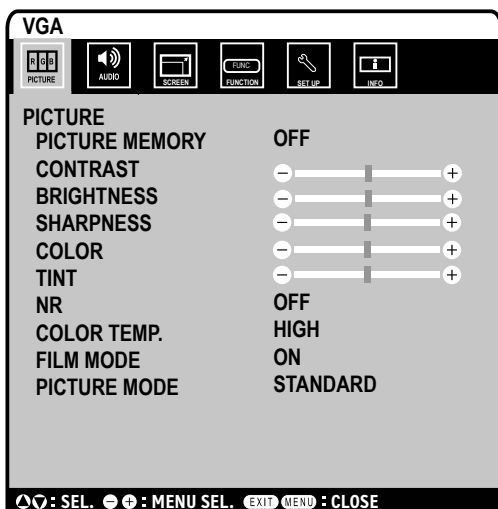 VGA
RGB PICTURE
AUDIO
SCREEN
FUNC FUNCTION
SET UP
INFO
PICTURE
PICTURE MEMORY OFF
CONTRAST
BRIGHTNESS
SHARPNESS
COLOR
TINT
NR OFF
COLOR TEMP. HIGH
FILM MODE ON
PICTURE MODE STANDARD
: SEL. : MENU SEL. EXIT MENU : CLOSE